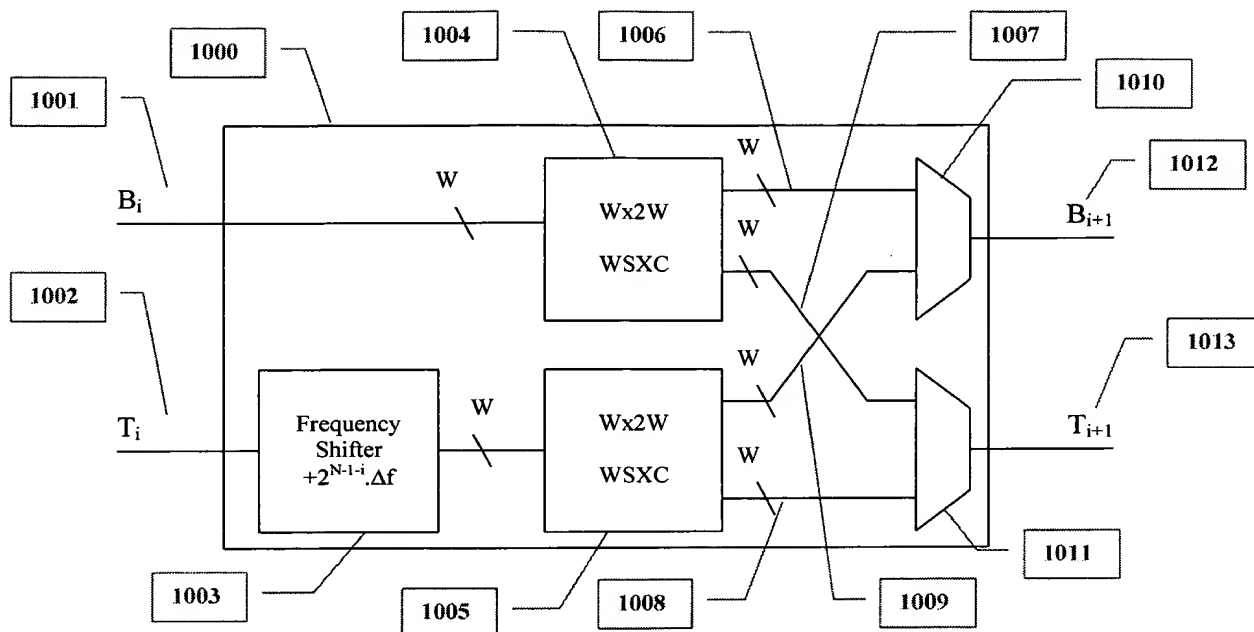 1004
1006
1007
1000
1010
1001
1012
W
W
B_i
Wx2W
WSXC
B_{i+1}
W
1002
1013
W
W
T_i
Frequency
Shifter
+2^{N-1-i}.Δf
Wx2W
WSXC
T_{i+1}
W
1003
1005
1008
1009
1011